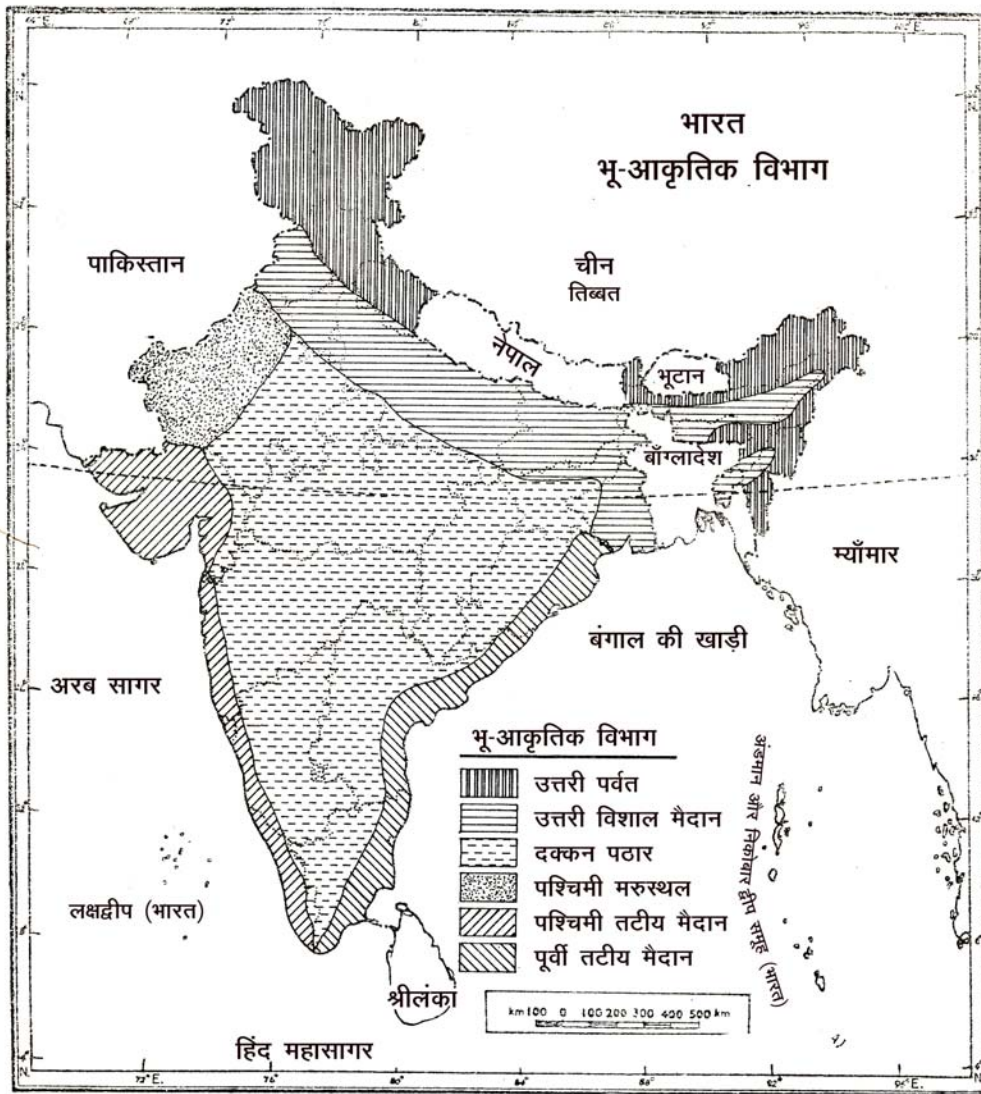 भारत
भू-आकृतिक विभाग
पाकिस्तान
चीन
तिब्बत
नेपाल
भूटान
बाँग्लादेश
म्याँमार
बंगाल की खाड़ी
अरब सागर
भू-आकृतिक विभाग
उत्तरी पर्वत
उत्तरी विशाल मैदान
दक्कन पठार
पश्चिमी मरुस्थल
पश्चिमी तटीय मैदान
पूर्वी तटीय मैदान
अंडमान और निकोबार द्वीप समूह (भारत)
लक्षद्वीप (भारत)
श्रीलंका
km 100 0 100 200 300 400 500 km
हिंद महासागर